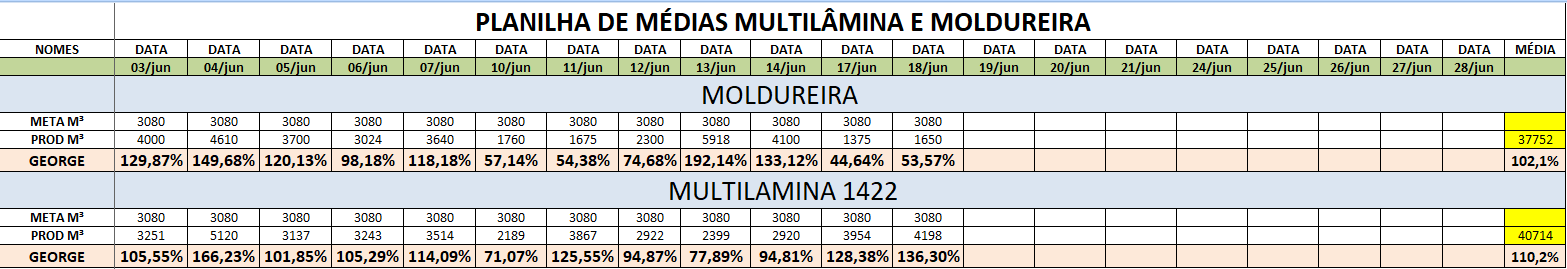 PLANILHA DE MÉDIAS MULTILÂMINA E MOLDUREIRA
NOMES DATA DATA DATA DATA DATA DATA DATA DATA DATA DATA DATA DATA DATA DATA DATA DATA DATA DATA DATA DATA MÉDIA
03/jun 04/jun 05/jun 06/jun 07/jun 10/jun 11/jun 12/jun 13/jun 14/jun 17/jun 18/jun 19/jun 20/jun 21/jun 24/jun 25/jun 26/jun 27/jun 28/jun
MOLDUREIRA
META M³ 3080 3080 3080 3080 3080 3080 3080 3080 3080 3080 3080 3080
PROD M³ 4000 4610 3700 3024 3640 1760 1675 2300 5918 4100 1375 1650 37752
GEORGE 129,87% 149,68% 120,13% 98,18% 118,18% 57,14% 54,38% 74,68% 192,14% 133,12% 44,64% 53,57% 102,1%
MULTILAMINA 1422
META M³ 3080 3080 3080 3080 3080 3080 3080 3080 3080 3080 3080 3080
PROD M³ 3251 5120 3137 3243 3514 2189 3867 2922 2399 2920 3954 4198 40714
GEORGE 105,55% 166,23% 101,85% 105,29% 114,09% 71,07% 125,55% 94,87% 77,89% 94,81% 128,38% 136,30% 110,2%